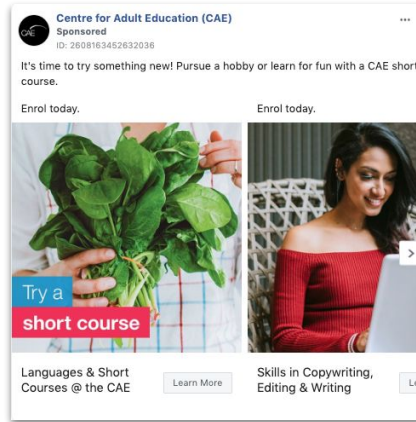 CAE
Centre for Adult Education (CAE)
Sponsored
ID: 2608163452632036
It's time to try something new! Pursue a hobby or learn for fun with a CAE short
course.
Enrol today.
Enrol today.
Try a
short course
Languages & Short
Courses @ the CAE
Learn More
Skills in Copywriting,
Editing & Writing